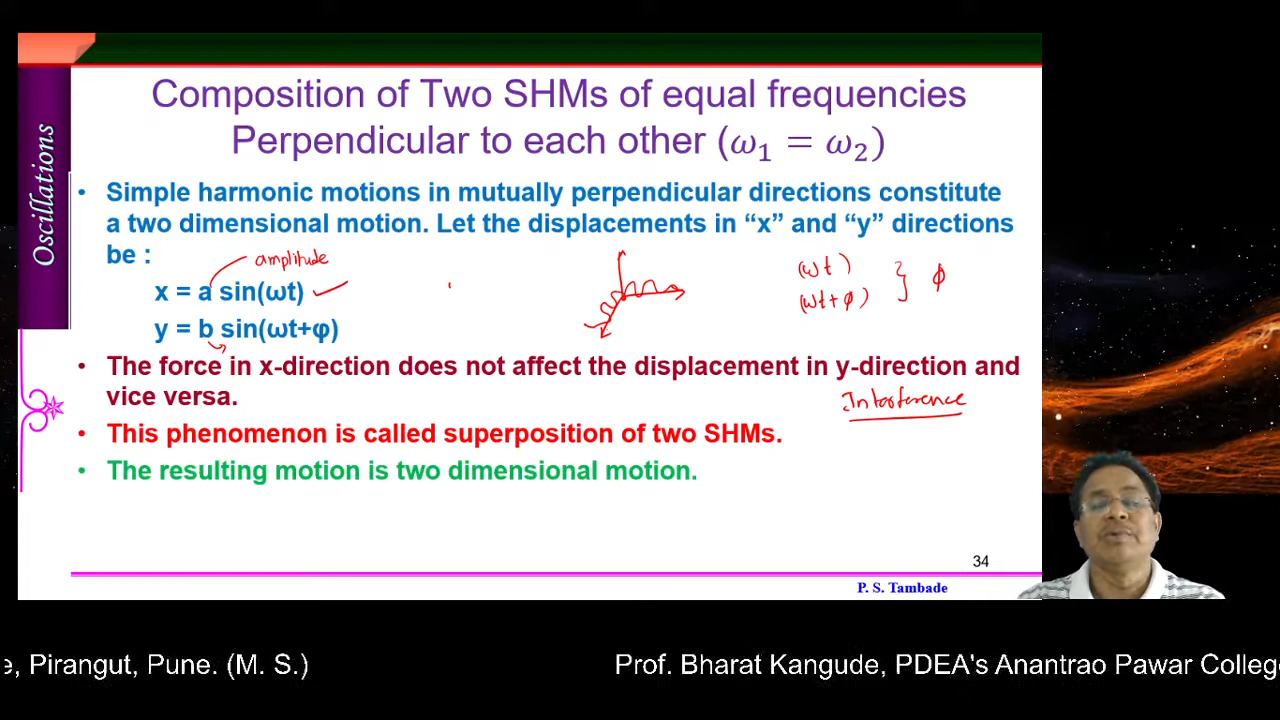 Composition of Two SHMs of equal frequencies
Perpendicular to each other (ω₁ = ω₂)
Oscillations
• Simple harmonic motions in mutually perpendicular directions constitute
a two dimensional motion. Let the displacements in “x” and “y” directions
be :
amplitude
x = a sin(ωt)
y = b sin(ωt+φ)
(ωt)
(ωt+φ) } φ
• The force in x-direction does not affect the displacement in y-direction and
vice versa.
Interference
• This phenomenon is called superposition of two SHMs.
• The resulting motion is two dimensional motion.
34
P. S. Tambade
e, Pirangut, Pune. (M. S.)
Prof. Bharat Kangude, PDEA's Anantrao Pawar College